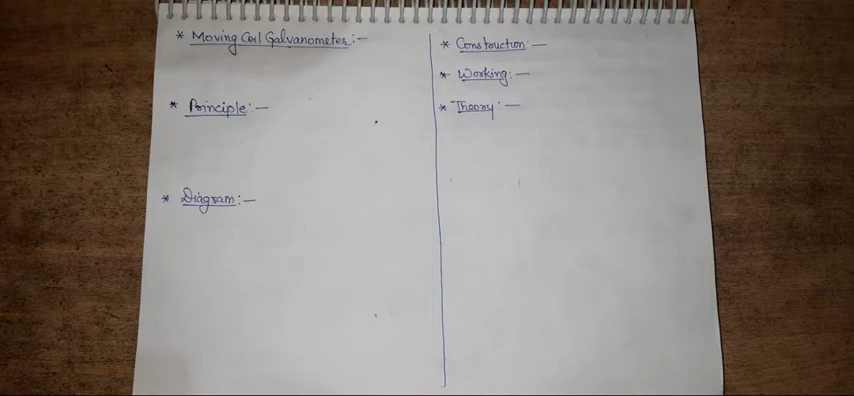 * Moving Coil Galvanometer:-
* Principle:-
* Diagram:-
* Construction:-
* Working:-
* Theory:-